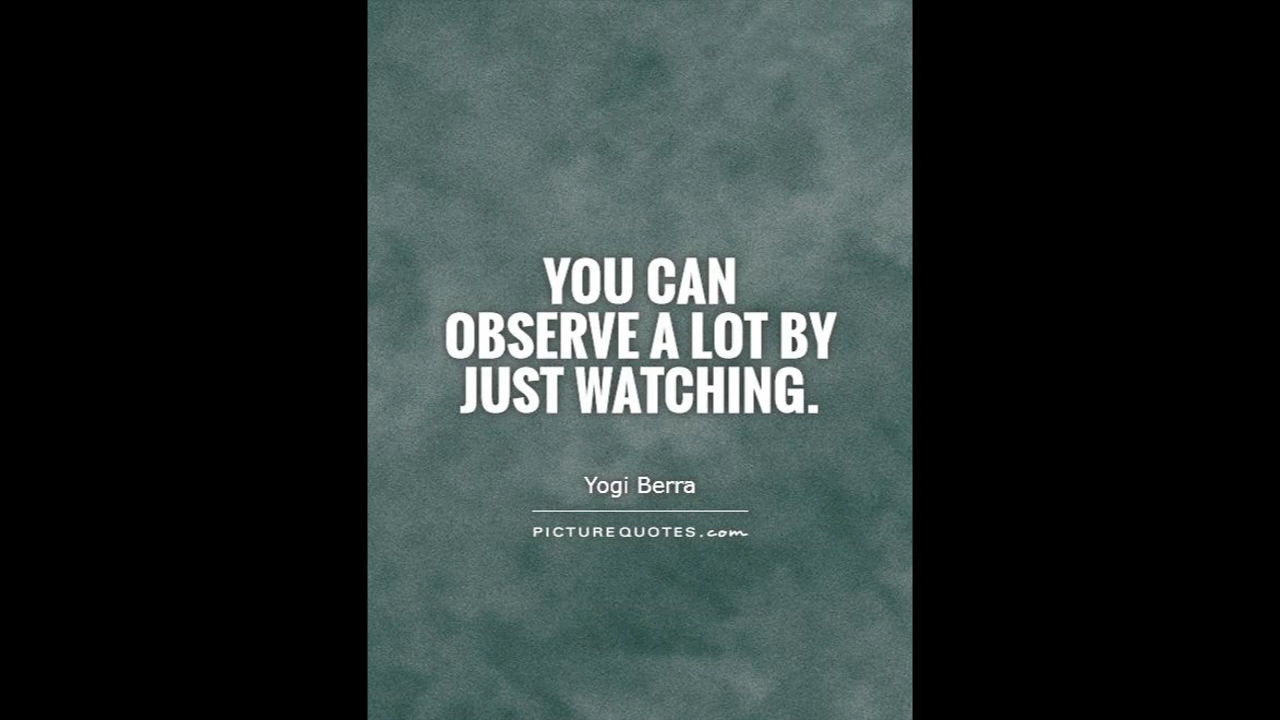 YOU CAN
OBSERVE A LOT BY
JUST WATCHING.
Yogi Berra
PICTUREQUOTES.com